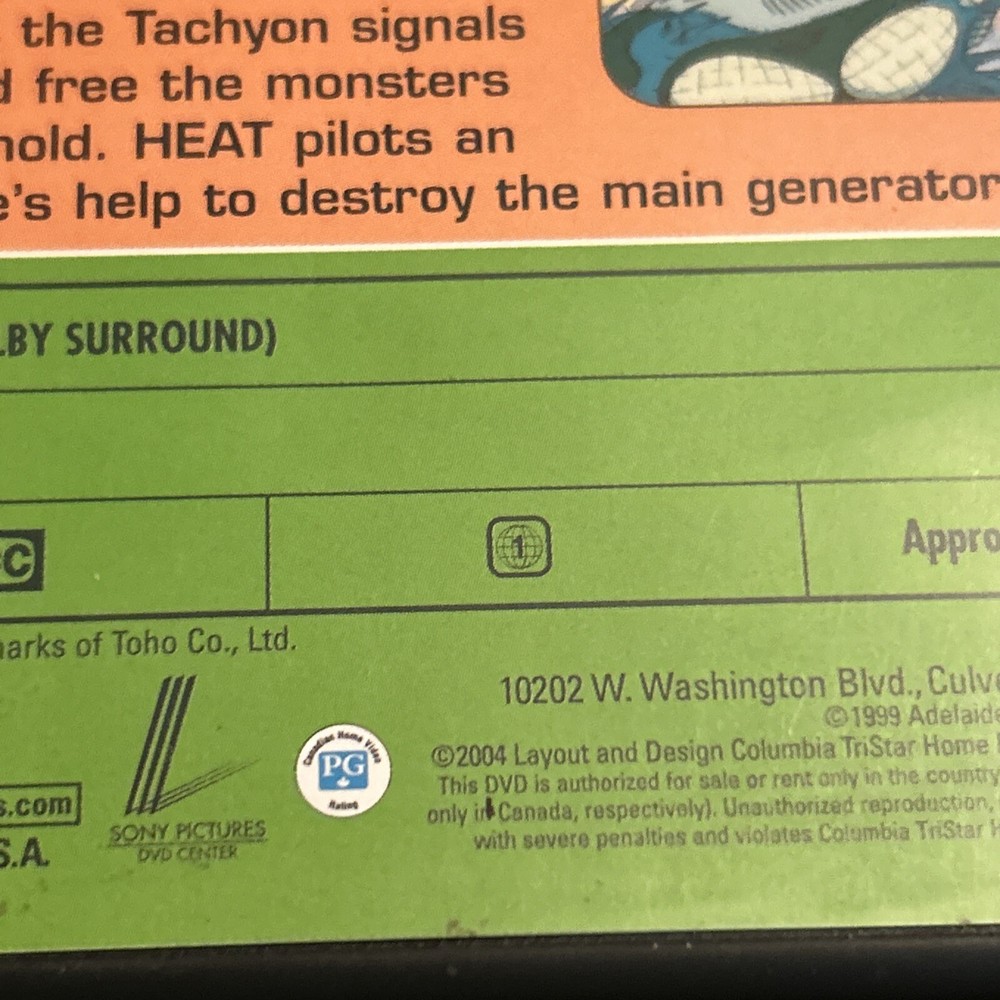 the Tachyon signals
free the monsters
hold. HEAT pilots an
e's help to destroy the main generator
LBY SURROUND)
CC
1
Appro
marks of Toho Co., Ltd.
10202 W. Washington Blvd., Culve
©1999 Adelaide
©2004 Layout and Design Columbia TriStar Home
This DVD is authorized for sale or rent only in the country
only in Canada, respectively). Unauthorized reproduction,
with severe penalties and violates Columbia TriStar H
Canadian Home Video
PG
Rating
s.com
S.A.
SONY PICTURES
DVD CENTER